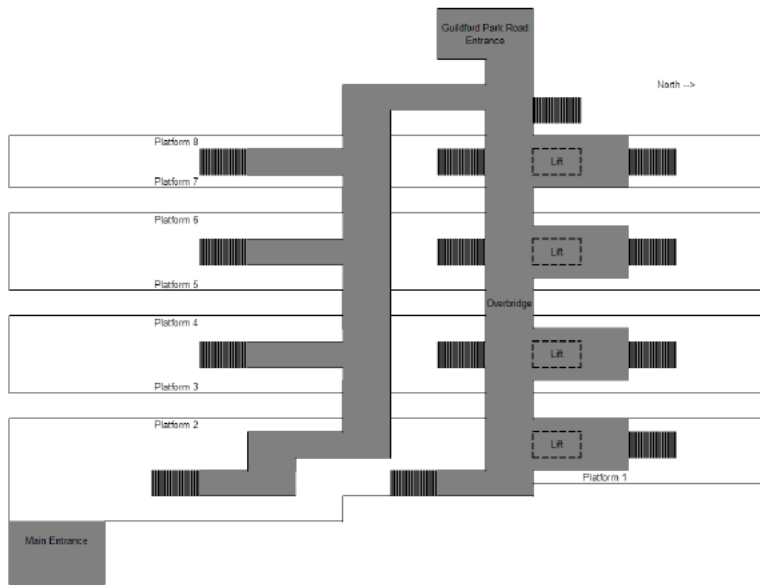 Guildford Park Road
Entrance
North -->
Platform 8
Lift
Platform 7
Platform 6
Lift
Platform 5
Overbridge
Platform 4
Lift
Platform 3
Platform 2
Lift
Platform 1
Main Entrance